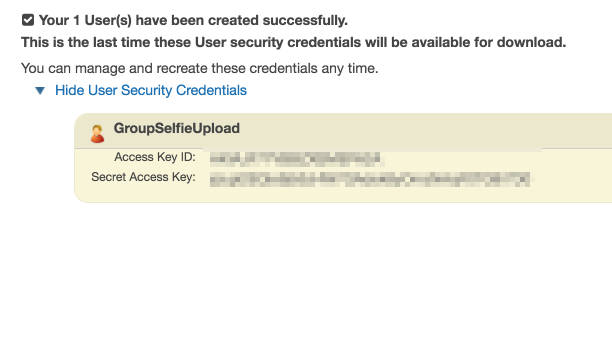 Your 1 User(s) have been created successfully.
This is the last time these User security credentials will be available for download.
You can manage and recreate these credentials any time.
Hide User Security Credentials
GroupSelfieUpload
Access Key ID:
Secret Access Key: